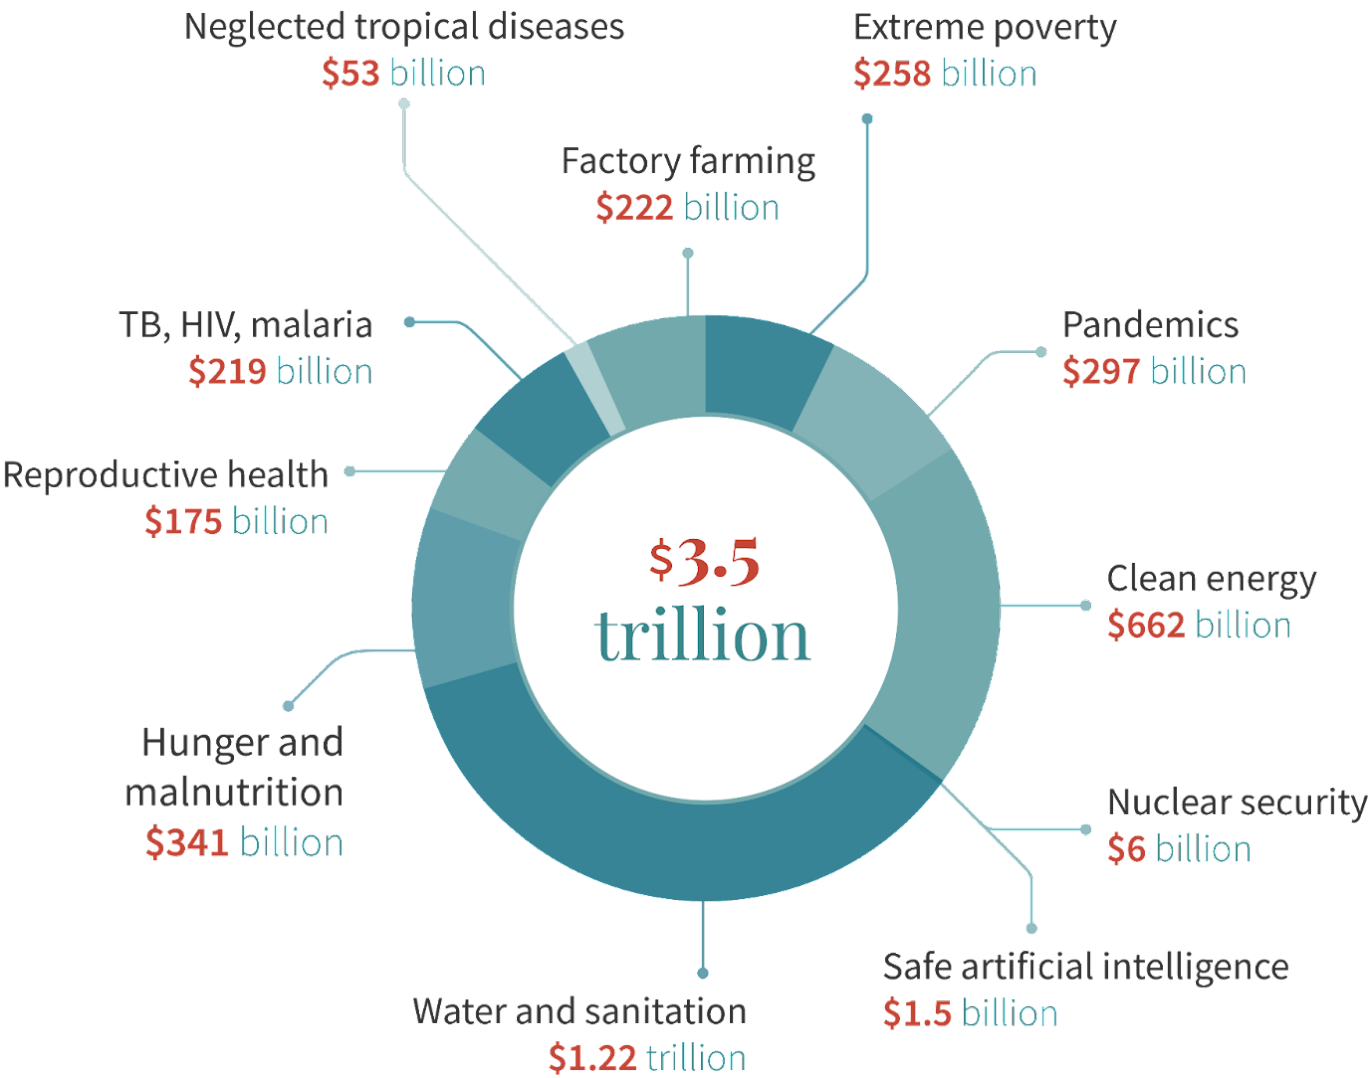 Neglected tropical diseases
$53 billion
Extreme poverty
$258 billion
Factory farming
$222 billion
TB, HIV, malaria
$219 billion
Pandemics
$297 billion
Reproductive health
$175 billion
$3.5
trillion
Clean energy
$662 billion
Hunger and
malnutrition
$341 billion
Nuclear security
$6 billion
Safe artificial intelligence
$1.5 billion
Water and sanitation
$1.22 trillion